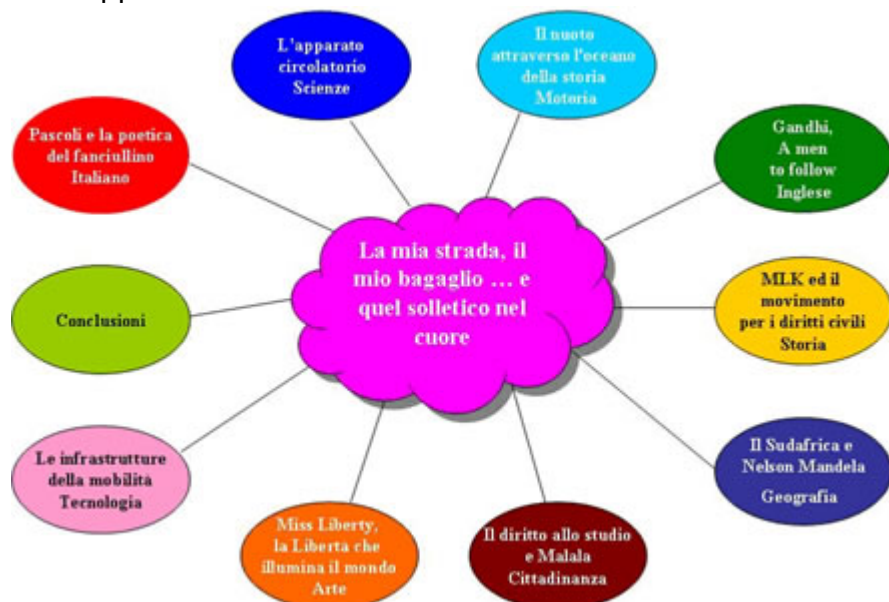 L'apparato
circolatorio
Scienze
Il nuoto
attraverso l'oceano
della storia
Motoria
Pascoli e la poetica
del fanciullino
Italiano
Gandhi,
A men
to follow
Inglese
La mia strada, il
mio bagaglio ... e
quel solletico nel
cuore
Conclusioni
MLK ed il
movimento
per i diritti civili
Storia
Le infrastrutture
della mobilità
Tecnologia
Il Sudafrica e
Nelson Mandela
Geografia
Miss Liberty,
la Liberta che
illumina il mondo
Arte
Il diritto allo studio
e Malala
Cittadinanza